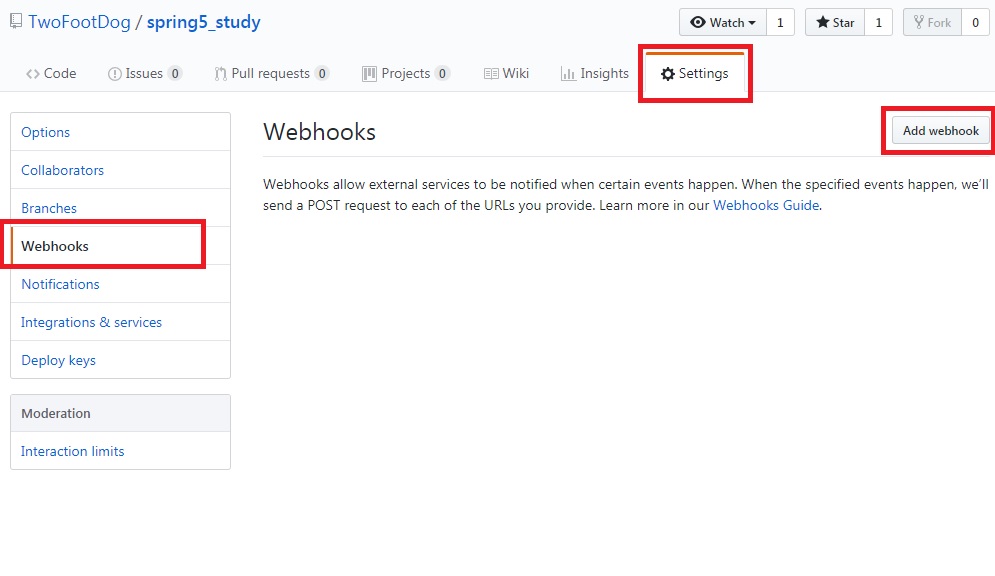 TwoFootDog / spring5_study
Watch 1 Star 1 Fork 0
Code Issues 0 Pull requests 0 Projects 0 Wiki Insights Settings
Options
Collaborators
Branches
Webhooks
Notifications
Integrations & services
Deploy keys
Moderation
Interaction limits
Webhooks
Add webhook
Webhooks allow external services to be notified when certain events happen. When the specified events happen, we'll
send a POST request to each of the URLs you provide. Learn more in our Webhooks Guide.